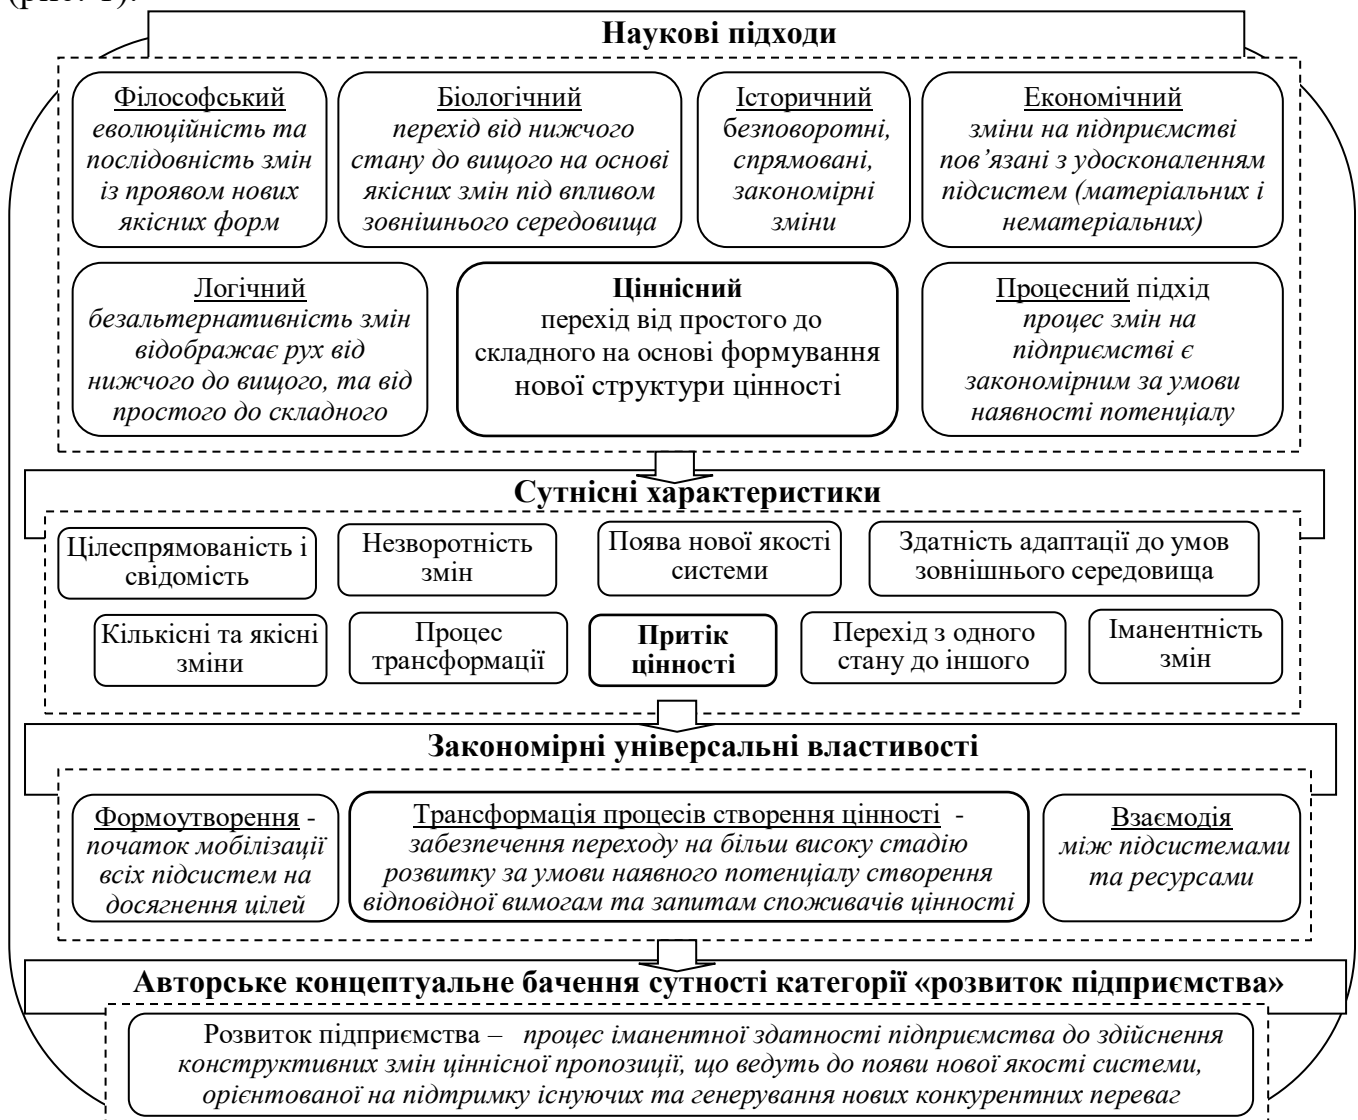 (рис. 1).
Наукові підходи
Філософський
еволюційність та
послідовність змін
із проявом нових
якісних форм
Біологічний
перехід від нижчого
стану до вищого на основі
якісних змін під впливом
зовнішнього середовища
Історичний
безповоротні,
спрямовані,
закономірні
зміни
Економічний
зміни на підприємстві
пов’язані з удосконаленням
підсистем (матеріальних і
нематеріальних)
Логічний
безальтернативність змін
відображає рух від
нижчого до вищого, та від
простого до складного
Ціннісний
перехід від простого до
складного на основі формування
нової структури цінності
Процесний підхід
процес змін на
підприємстві є
закономірним за умови
наявності потенціалу
Сутнісні характеристики
Цілеспрямованість і
свідомість
Незворотність
змін
Поява нової якості
системи
Здатність адаптації до умов
зовнішнього середовища
Кількісні та якісні
зміни
Процес
трансформації
Притік
цінності
Перехід з одного
стану до іншого
Іманентність
змін
Закономірні універсальні властивості
Формоутворення -
початок мобілізації
всіх підсистем на
досягнення цілей
Трансформація процесів створення цінності -
забезпечення переходу на більш високу стадію
розвитку за умови наявного потенціалу створення
відповідної вимогам та запитам споживачів цінності
Взаємодія
між підсистемами
та ресурсами
Авторське концептуальне бачення сутності категорії «розвиток підприємства»
Розвиток підприємства – процес іманентної здатності підприємства до здійснення
конструктивних змін ціннісної пропозиції, що ведуть до появи нової якості системи,
орієнтованої на підтримку існуючих та генерування нових конкурентних переваг